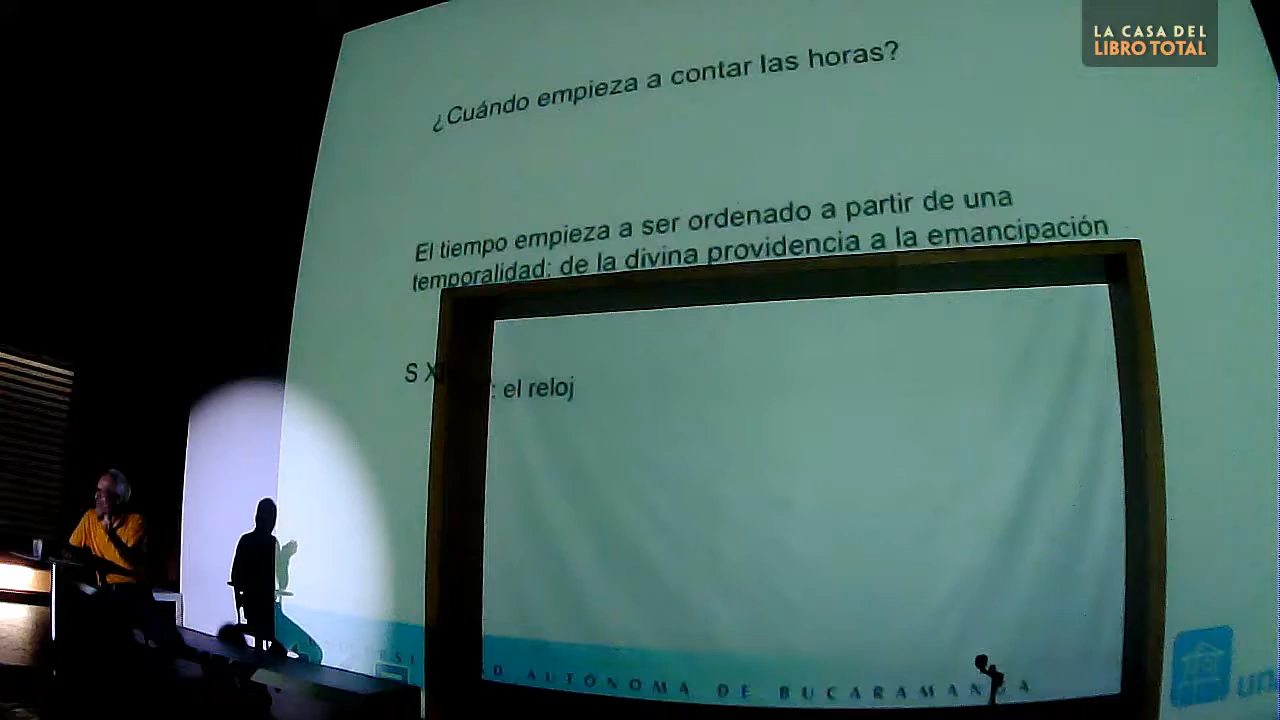 LA CASA DEL
LIBRO TOTAL
¿Cuándo empieza a contar las horas?
El tiempo empieza a ser ordenado a partir de una
temporalidad: de la divina providencia a la emancipación
S : el reloj
AUTÓNOMA DE BUCARAMANGA